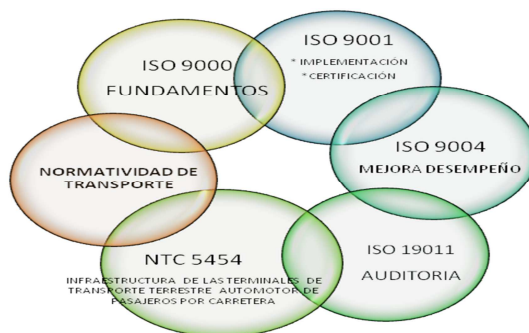 ISO 9000
FUNDAMENTOS
ISO 9001
* IMPLEMENTACIÓN
*CERTIFICACIÓN
ISO 9004
MEJORA DESEMPEÑO
ISO 19011
AUDITORIA
NTC 5454
INFRAESTRUCTURA DE LAS TERMINALES DE
TRANSPORTE TERRESTRE AUTOMOTOR DE
PASAJEROS POR CARRETERA
NORMATIVIDAD DE
TRANSPORTE